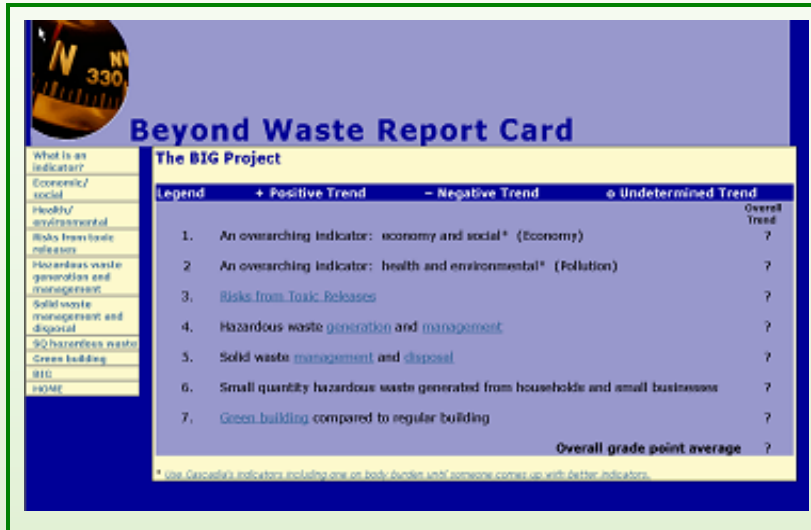 N NW
330
Beyond Waste Report Card
What is an
indicator?
Economic/
social
Health/
environmental
Risks from toxic
releases
Hazardous waste
generation and
management
Solid waste
management and
disposal
SQ hazardous waste
Green building
BIG
HOME
The BIG Project
Legend + Positive Trend − Negative Trend o Undetermined Trend
Overall
Trend
1. An overarching indicator: economy and social* (Economy) ?
2 An overarching indicator: health and environmental* (Pollution) ?
3. Risks from Toxic Releases ?
4. Hazardous waste generation and management ?
5. Solid waste management and disposal ?
6. Small quantity hazardous waste generated from households and small businesses ?
7. Green building compared to regular building ?
Overall grade point average ?
* Use Cascadia's indicators including one on body burden until someone comes up with better indicators.